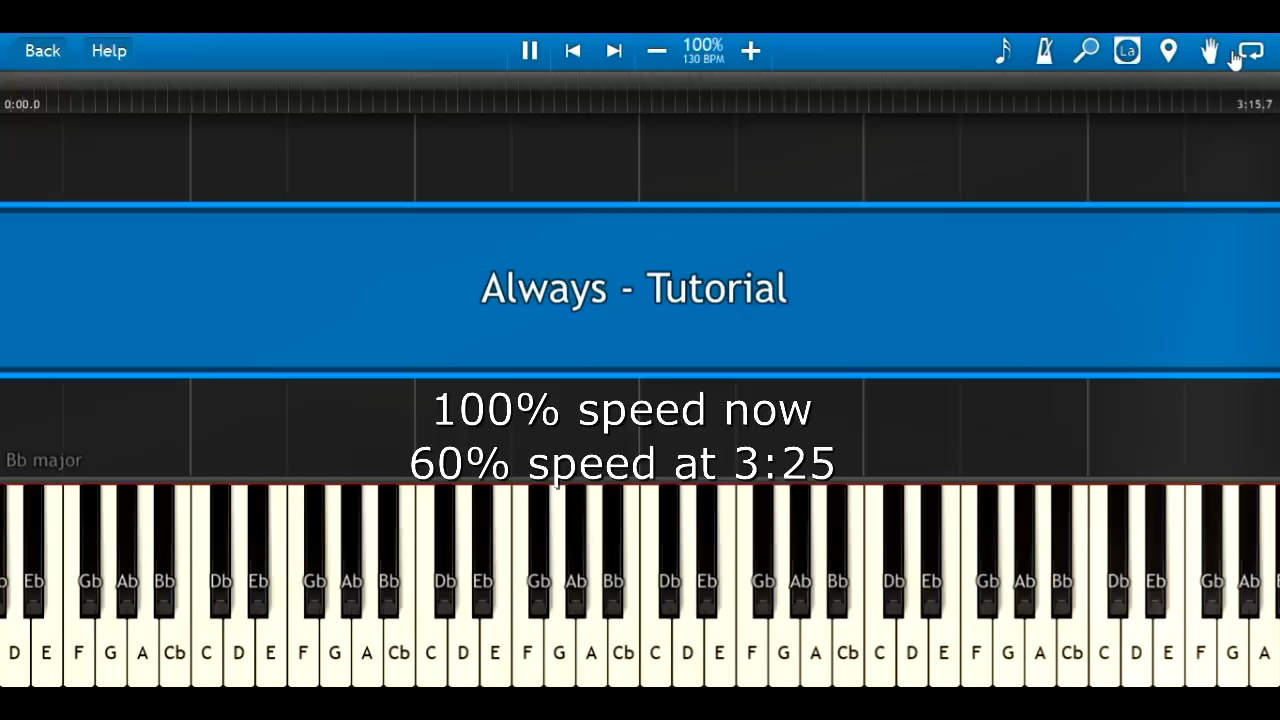 Back Help 100% La
130 BPM
0:00.0 3:15.7
Always - Tutorial
100% speed now
60% speed at 3:25
Bb major
Eb Gb Ab Bb Db Eb Gb Ab Bb Db Eb Gb Ab Bb Db Eb Gb Ab Bb Db Eb Gb Ab Bb Db Eb Gb Ab
D E F G A Cb C D E F G A Cb C D E F G A Cb C D E F G A Cb C D E F G A Cb C D E F G A